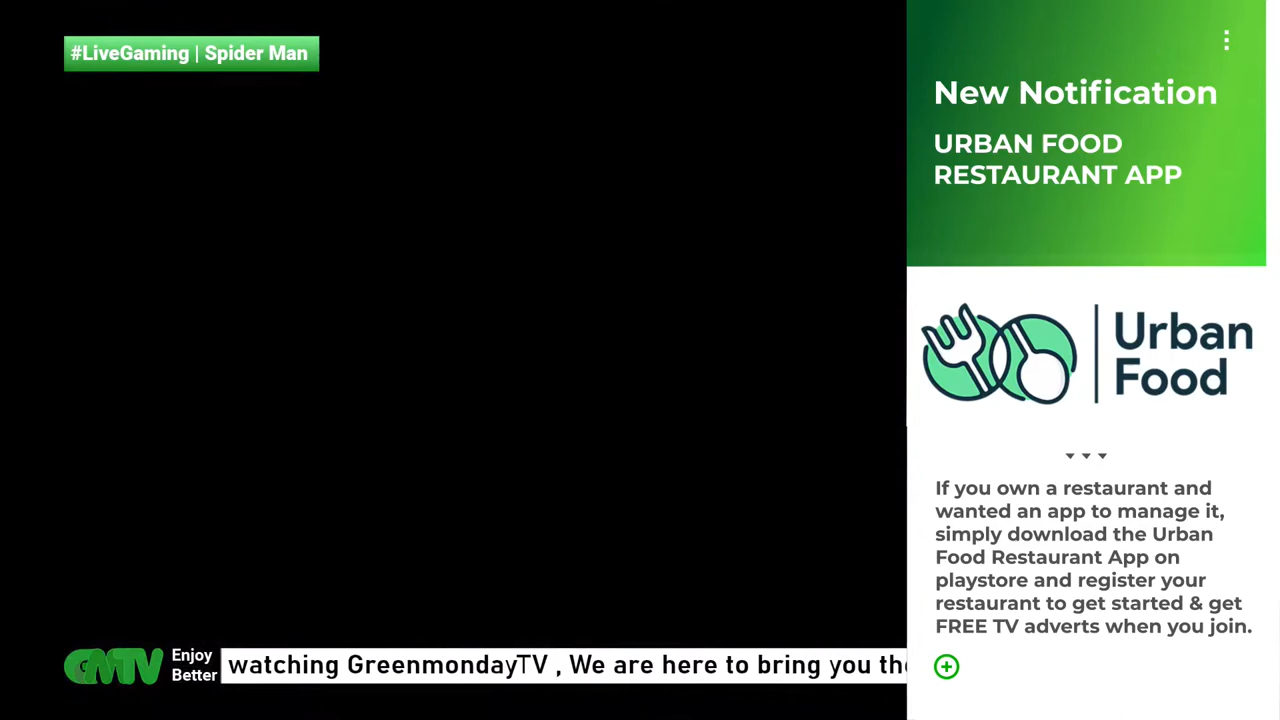 #LiveGaming | Spider Man
New Notification
URBAN FOOD
RESTAURANT APP
Urban
Food
If you own a restaurant and
wanted an app to manage it,
simply download the Urban
Food Restaurant App on
playstore and register your
restaurant to get started & get
FREE TV adverts when you join.
GMTV
Enjoy
Better
watching GreenmondayTV , We are here to bring you the